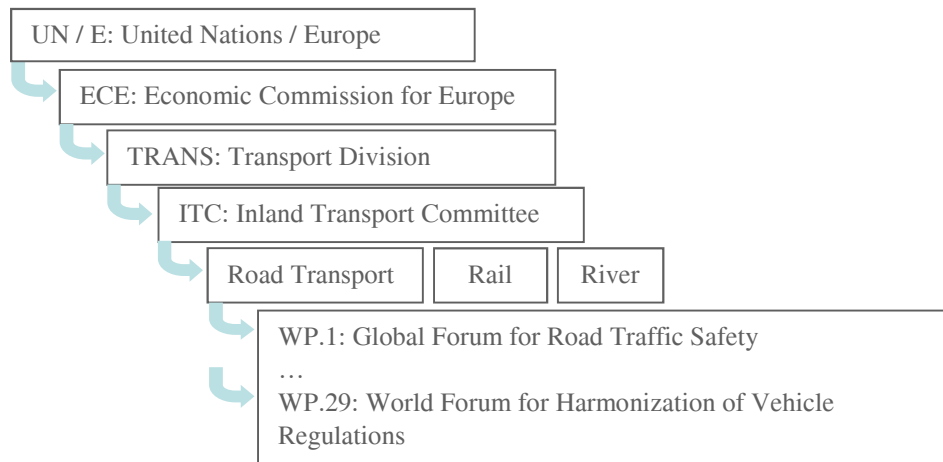 UN / E: United Nations / Europe
ECE: Economic Commission for Europe
TRANS: Transport Division
ITC: Inland Transport Committee
Road Transport
Rail
River
WP.1: Global Forum for Road Traffic Safety
…
WP.29: World Forum for Harmonization of Vehicle
Regulations